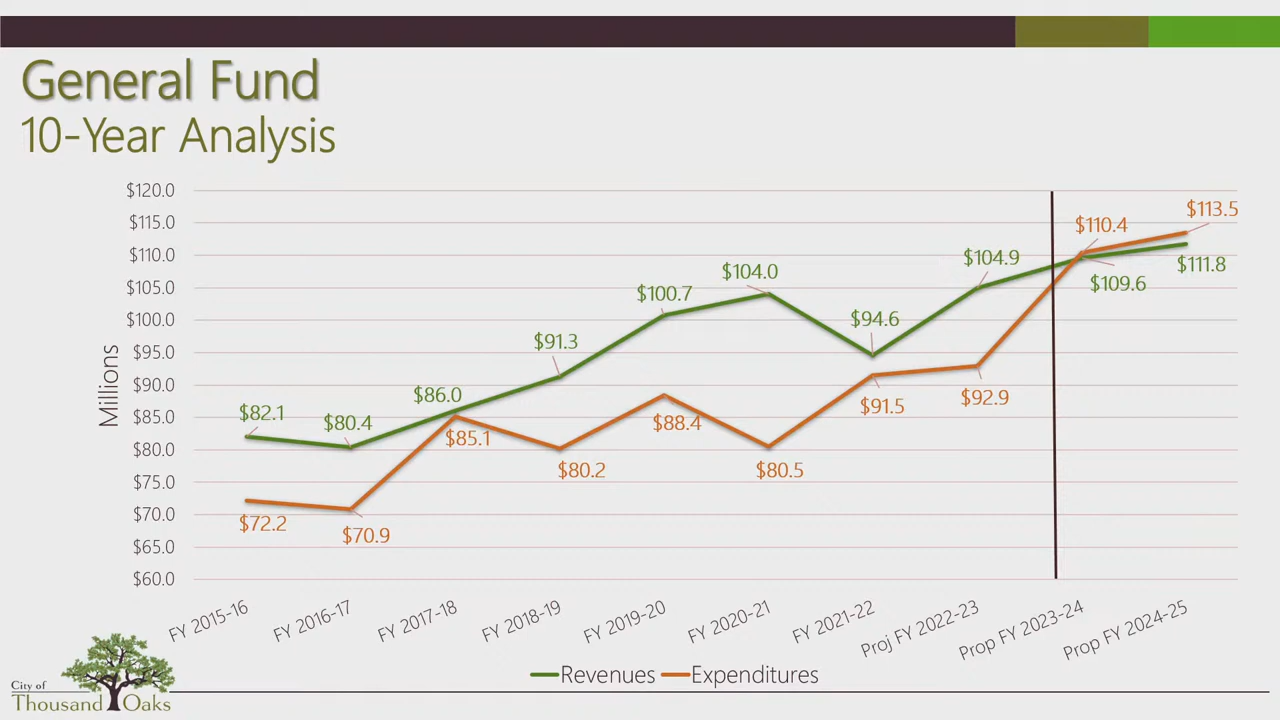 General Fund
10-Year Analysis
$120.0
$115.0
$110.0
$105.0
$100.0
$95.0
$90.0
$85.0
$80.0
$75.0
$70.0
$65.0
$60.0
Millions
$82.1
$80.4
$86.0
$91.3
$100.7
$104.0
$94.6
$104.9
$109.6
$111.8
$72.2
$70.9
$85.1
$80.2
$88.4
$80.5
$91.5
$92.9
$110.4
$113.5
FY 2015-16
FY 2016-17
FY 2017-18
FY 2018-19
FY 2019-20
FY 2020-21
FY 2021-22
Proj FY 2022-23
Prop FY 2023-24
Prop FY 2024-25
Revenues
Expenditures
City of
Thousand Oaks